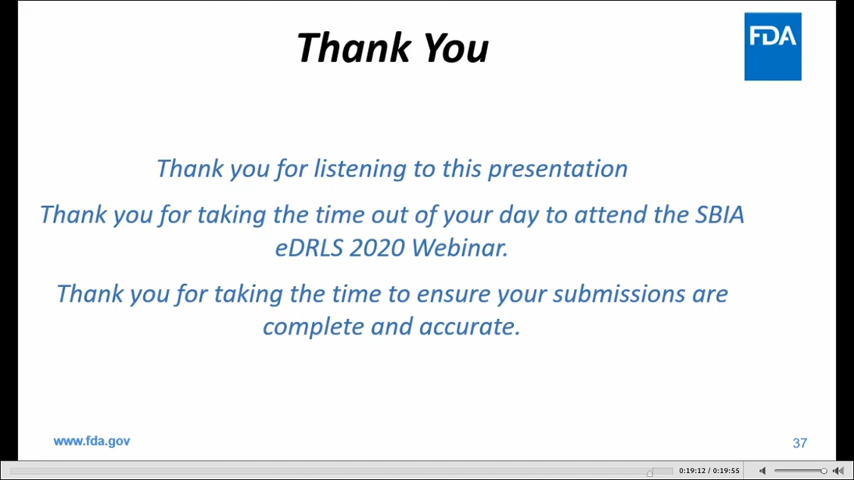 Thank You
FDA
Thank you for listening to this presentation
Thank you for taking the time out of your day to attend the SBIA
eDRLS 2020 Webinar.
Thank you for taking the time to ensure your submissions are
complete and accurate.
www.fda.gov
37
0:19:12 / 0:19:55